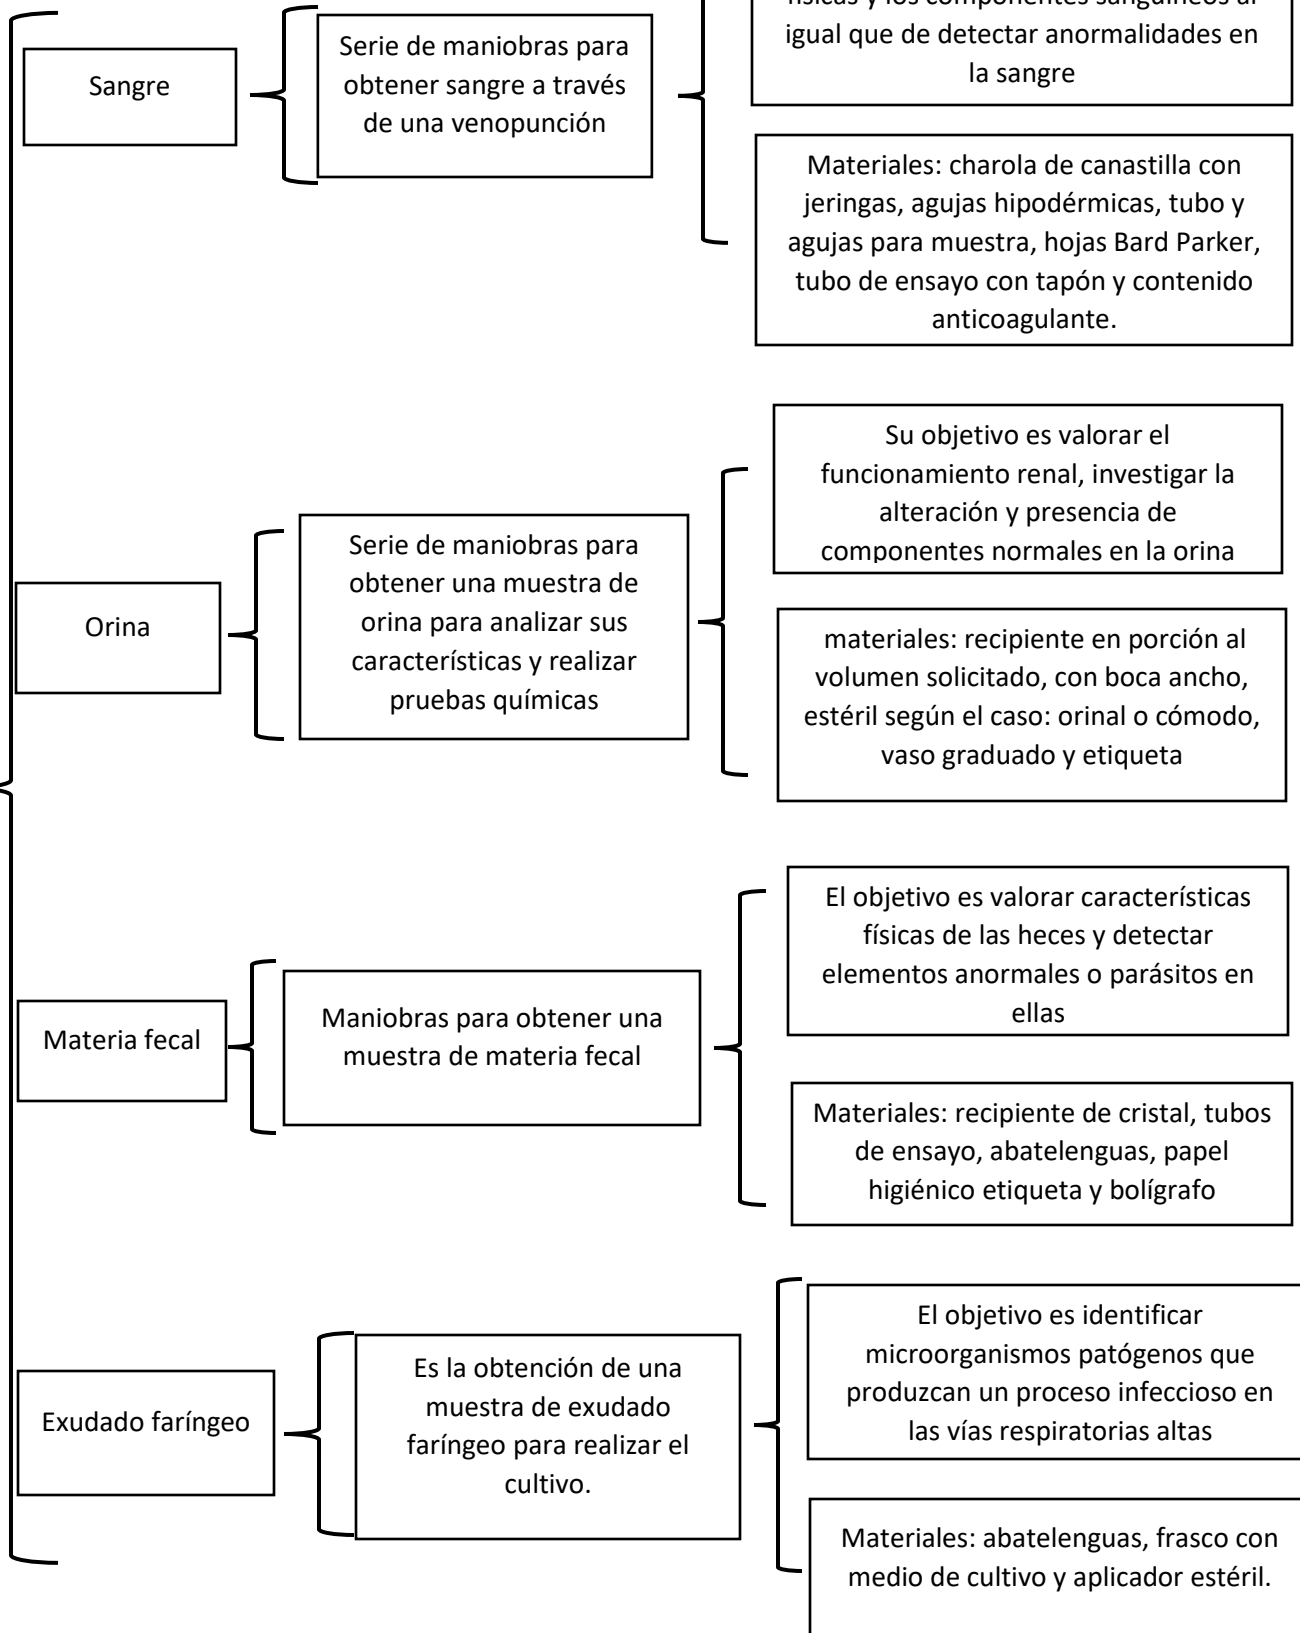 Sangre
Serie de maniobras para
obtener sangre a través
de una venopunción
físicas y los componentes sanguíneos al
igual que de detectar anormalidades en
la sangre
Materiales: charola de canastilla con
jeringas, agujas hipodérmicas, tubo y
agujas para muestra, hojas Bard Parker,
tubo de ensayo con tapón y contenido
anticoagulante.
Orina
Serie de maniobras para
obtener una muestra de
orina para analizar sus
características y realizar
pruebas químicas
Su objetivo es valorar el
funcionamiento renal, investigar la
alteración y presencia de
componentes normales en la orina
materiales: recipiente en porción al
volumen solicitado, con boca ancho,
estéril según el caso: orinal o cómodo,
vaso graduado y etiqueta
Materia fecal
Maniobras para obtener una
muestra de materia fecal
El objetivo es valorar características
físicas de las heces y detectar
elementos anormales o parásitos en
ellas
Materiales: recipiente de cristal, tubos
de ensayo, abatelenguas, papel
higiénico etiqueta y bolígrafo
Exudado faríngeo
Es la obtención de una
muestra de exudado
faríngeo para realizar el
cultivo.
El objetivo es identificar
microorganismos patógenos que
produzcan un proceso infeccioso en
las vías respiratorias altas
Materiales: abatelenguas, frasco con
medio de cultivo y aplicador estéril.